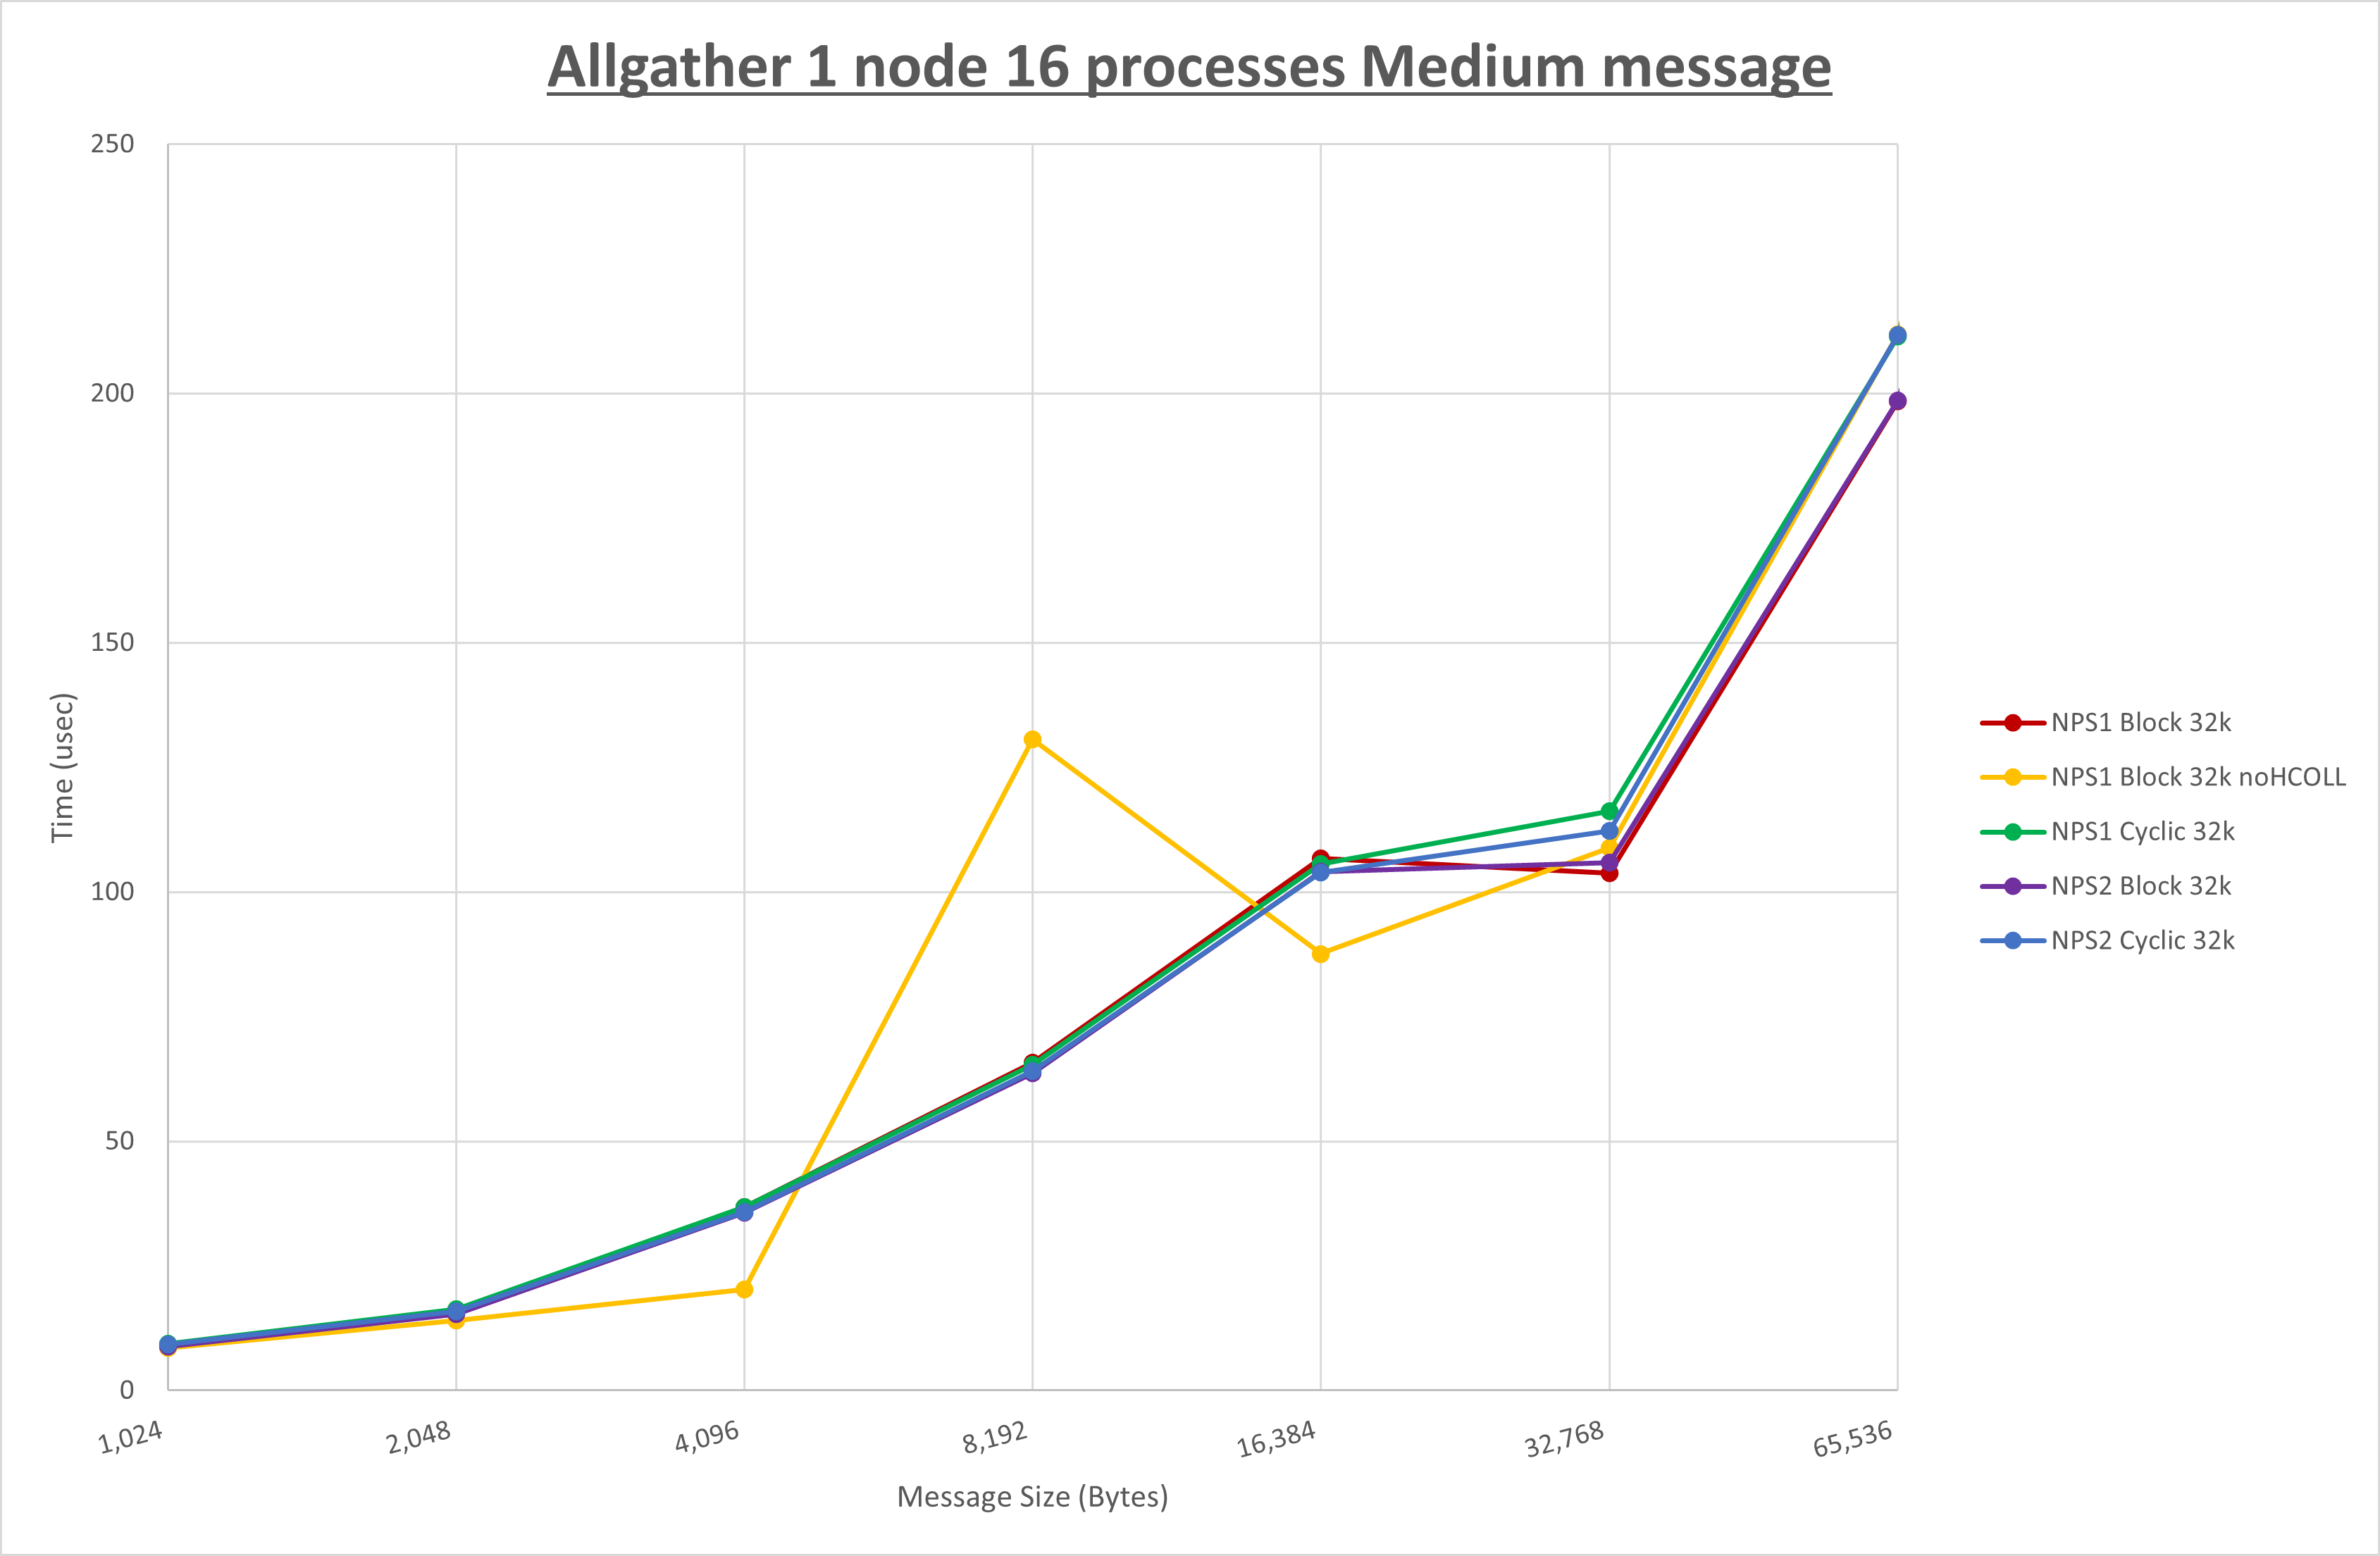 Allgather 1 node 16 processes Medium message
250
200
150
100
50
0
Time (usec)
1,024
2,048
4,096
8,192
16,384
32,768
65,536
Message Size (Bytes)
NPS1 Block 32k
NPS1 Block 32k noHCOLL
NPS1 Cyclic 32k
NPS2 Block 32k
NPS2 Cyclic 32k